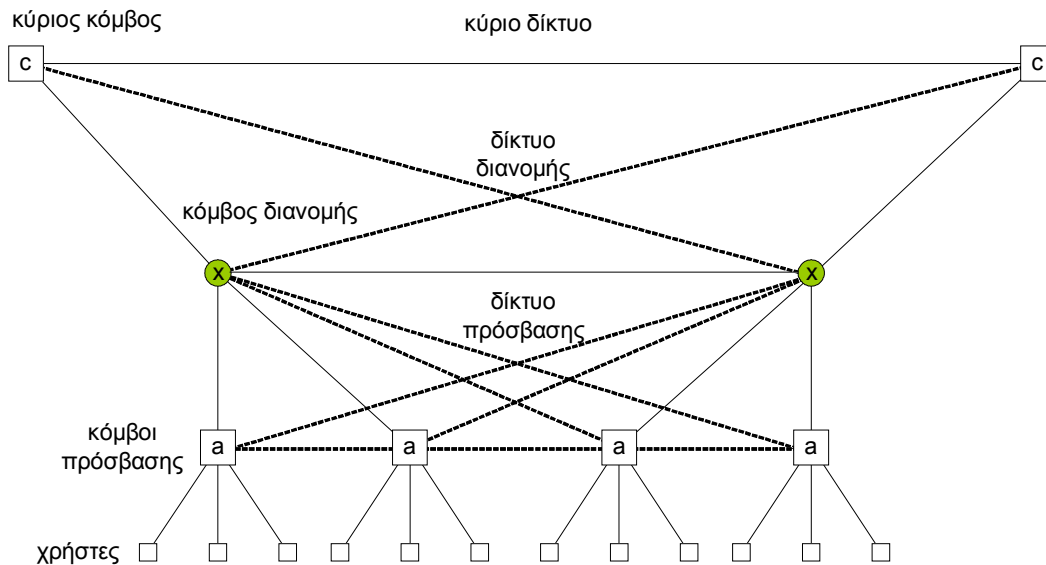 κύριος κόμβος
κύριο δίκτυο
c
c
δίκτυο
διανομής
κόμβος διανομής
x
x
δίκτυο
πρόσβασης
κόμβοι
πρόσβασης
a
a
a
a
χρήστες